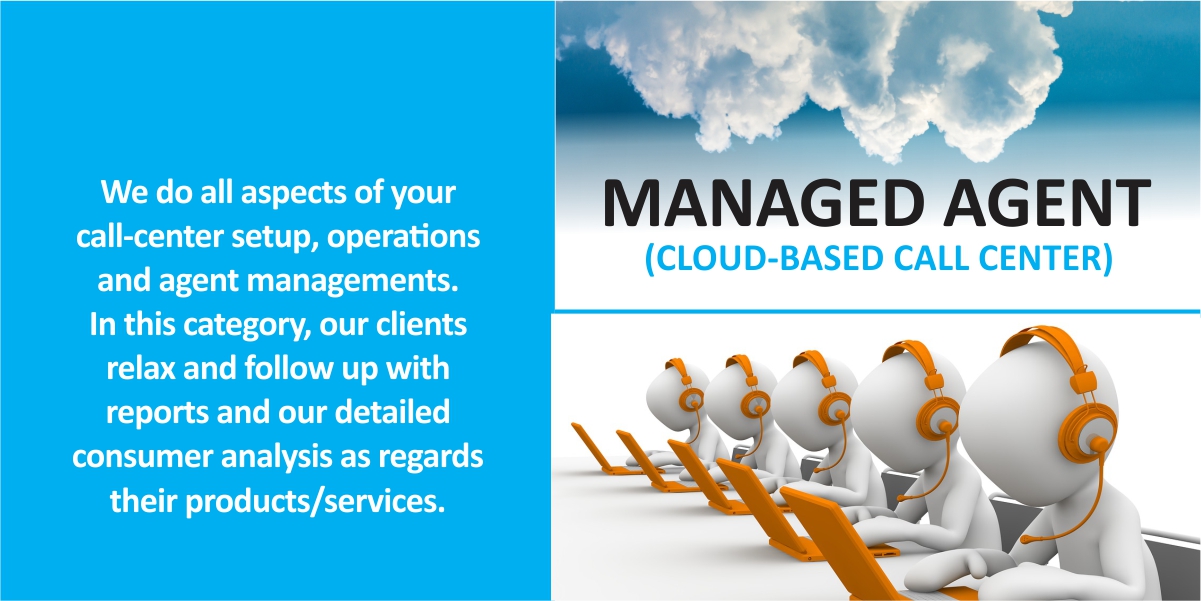 We do all aspects of your
call-center setup, operations
and agent managements.
In this category, our clients
relax and follow up with
reports and our detailed
consumer analysis as regards
their products/services.
MANAGED AGENT
(CLOUD-BASED CALL CENTER)